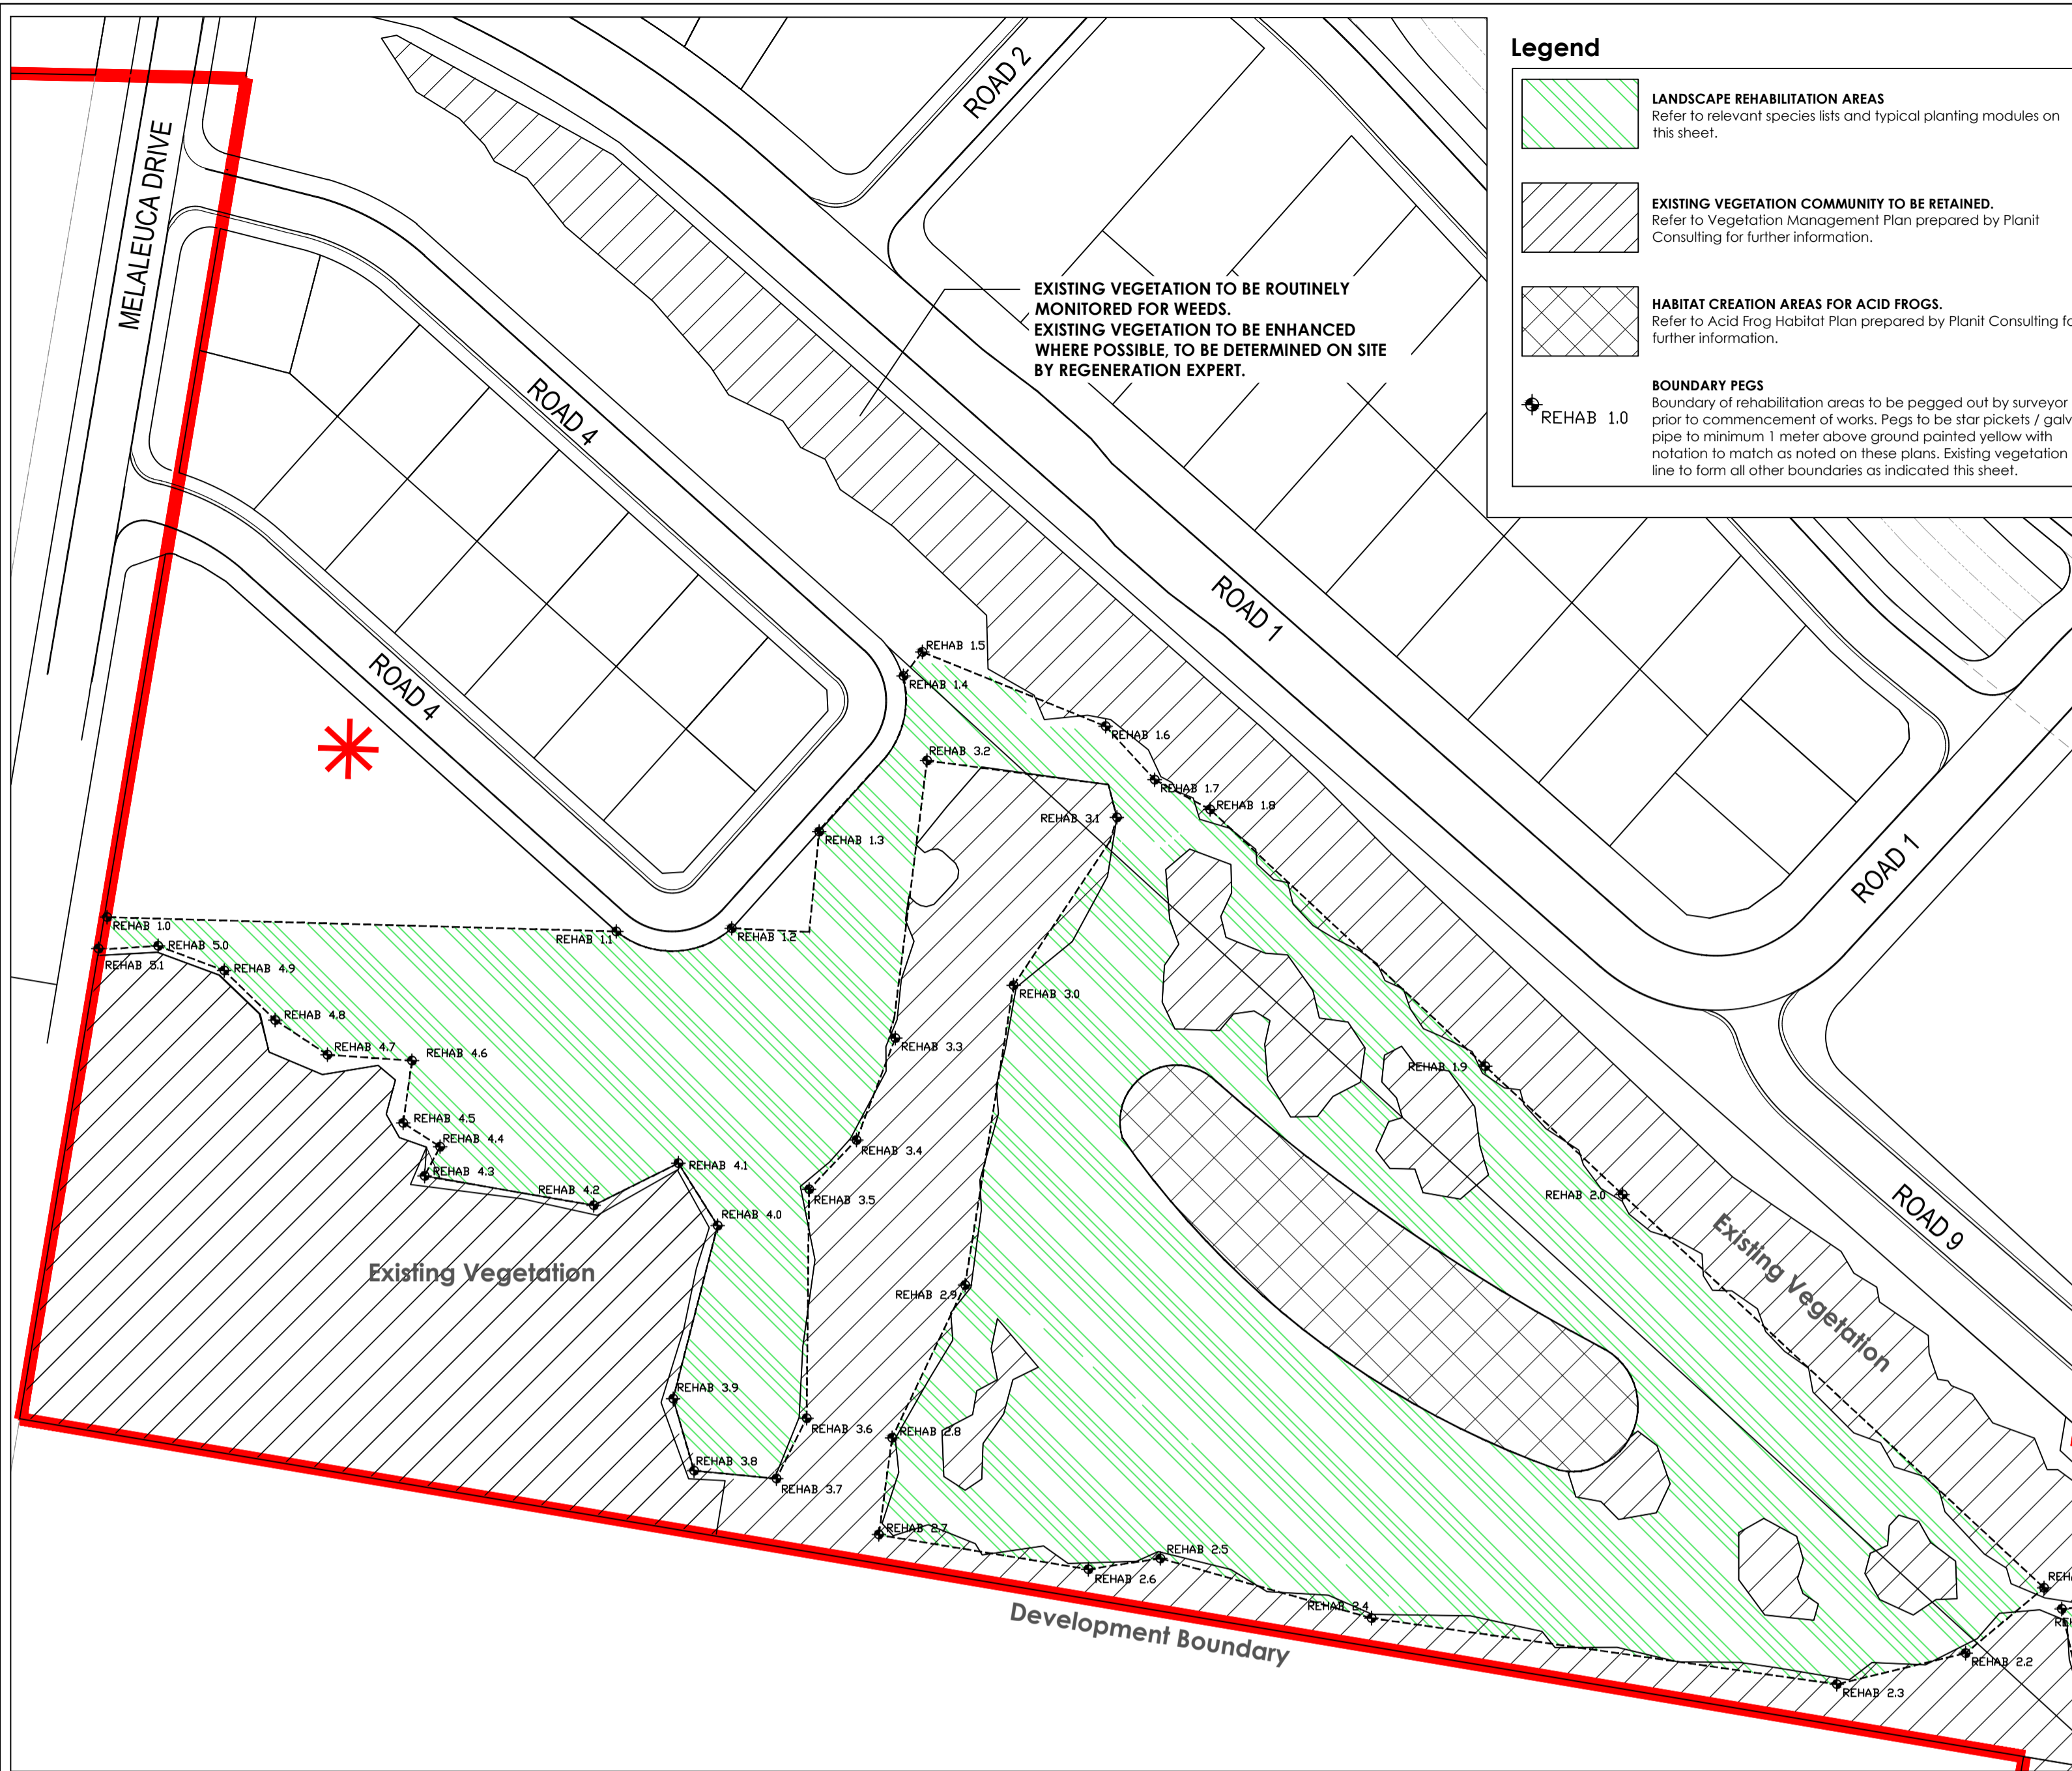 Legend
LANDSCAPE REHABILITATION AREAS
Refer to relevant species lists and typical planting modules on
this sheet.
EXISTING VEGETATION COMMUNITY TO BE RETAINED.
Refer to Vegetation Management Plan prepared by Planit
Consulting for further information.
HABITAT CREATION AREAS FOR ACID FROGS.
Refer to Acid Frog Habitat Plan prepared by Planit Consulting fo
further information.
BOUNDARY PEGS
Boundary of rehabilitation areas to be pegged out by surveyor
prior to commencement of works. Pegs to be star pickets / galv
pipe to minimum 1 meter above ground painted yellow with
notation to match as noted on these plans. Existing vegetation
line to form all other boundaries as indicated this sheet.
REHAB 1.0
ROAD 2
MELALEUCA DRIVE
EXISTING VEGETATION TO BE ROUTINELY
MONITORED FOR WEEDS.
EXISTING VEGETATION TO BE ENHANCED
WHERE POSSIBLE, TO BE DETERMINED ON SITE
BY REGENERATION EXPERT.
ROAD 4
ROAD 1
ROAD 4
REHAB 1.5
REHAB 1.4
REHAB 1.6
REHAB 3.2
REHAB 1.7
REHAB 1.8
REHAB 3.1
REHAB 1.3
ROAD 1
REHAB 1.0
REHAB 1.1
REHAB 1.2
REHAB 5.0
REHAB 5.1
REHAB 4.9
REHAB 3.0
REHAB 4.8
REHAB 3.3
REHAB 4.7
REHAB 4.6
REHAB 1.9
REHAB 4.5
REHAB 4.4
REHAB 3.4
REHAB 4.3
REHAB 4.1
REHAB 4.2
REHAB 3.5
REHAB 2.0
ROAD 9
REHAB 4.0
Existing Vegetation
Existing Vegetation
REHAB 2.9
REHAB 3.9
REHAB 3.6
REHAB 2.8
REHAB 3.8
REHAB 3.7
REHAB 2.7
REHAB 2.5
REHAB 2.6
REHAB 2.4
Development Boundary
REHA
RE
REHAB 2.2
REHAB 2.3